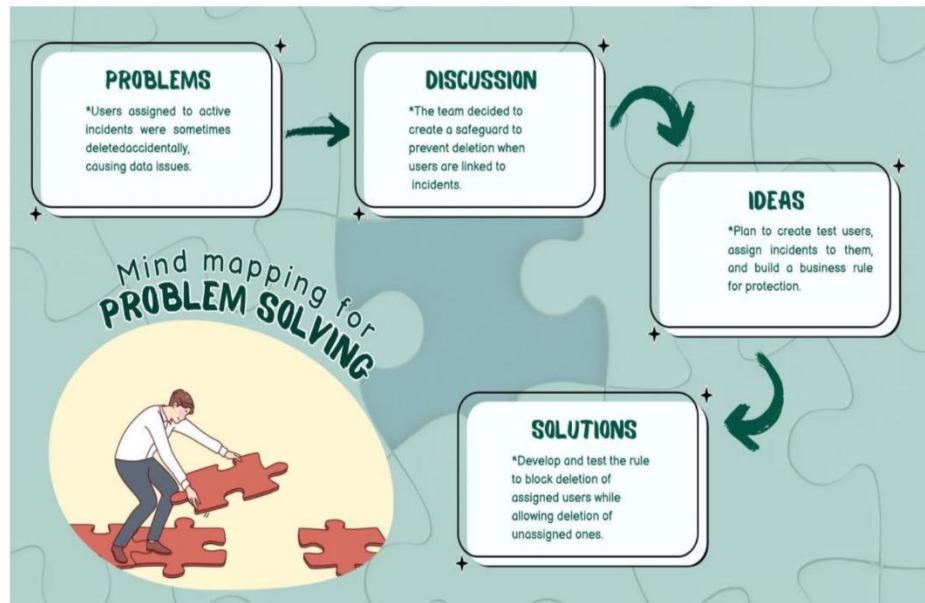 PROBLEMS
*Users assigned to active
incidents were sometimes
deletedaccidentally,
causing data issues.
DISCUSSION
*The team decided to
create a safeguard to
prevent deletion when
users are linked to
incidents.
IDEAS
*Plan to create test users,
assign incidents to them,
and build a business rule
for protection.
Mind mapping for
PROBLEM SOLVING
SOLUTIONS
*Develop and test the rule
to block deletion of
assigned users while
allowing deletion of
unassigned ones.